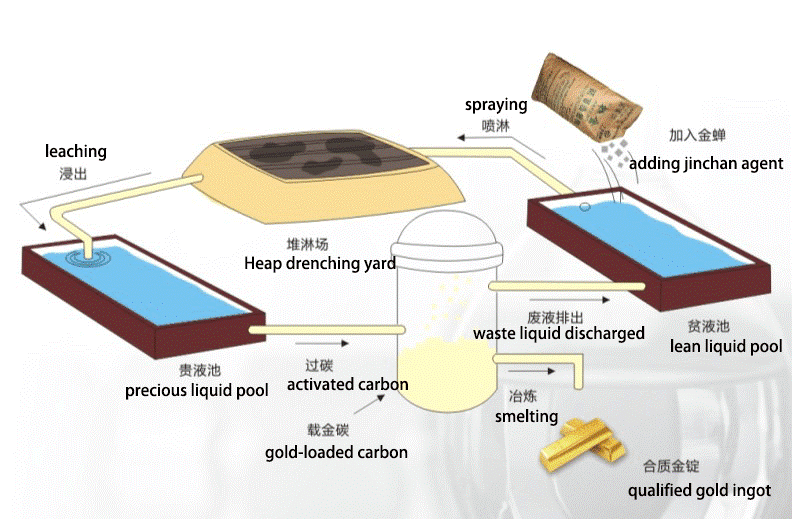 spraying
喷淋
加入金蝉
adding jinchan agent
leaching
浸出
堆淋场
Heap drenching yard
废液排出
waste liquid discharged
贫液池
lean liquid pool
贵液池
precious liquid pool
过碳
activated carbon
冶炼
smelting
载金碳
gold-loaded carbon
合质金锭
qualified gold ingot